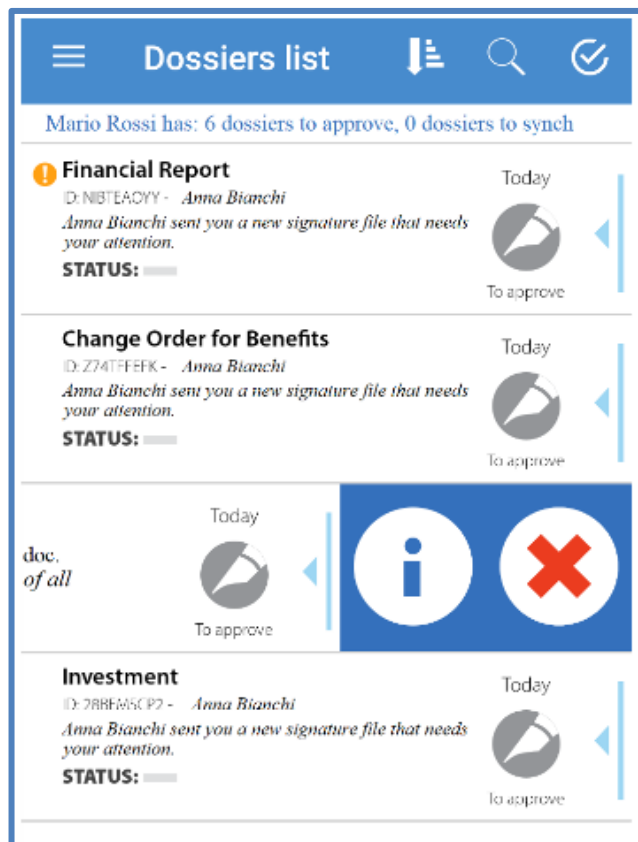 Dossiers list
Mario Rossi has: 6 dossiers to approve, 0 dossiers to synch
Financial Report
Today
ID: NIBTEAOYY - Anna Bianchi
Anna Bianchi sent you a new signature file that needs
your attention.
STATUS:
To approve
Change Order for Benefits
Today
ID: Z74TFFEFK - Anna Bianchi
Anna Bianchi sent you a new signature file that needs
your attention.
STATUS:
To approve
Today
doc.
of all
To approve
i
Investment
Today
ID: 28BFMSCP2 - Anna Bianchi
Anna Bianchi sent you a new signature file that needs
your attention.
STATUS:
To approve